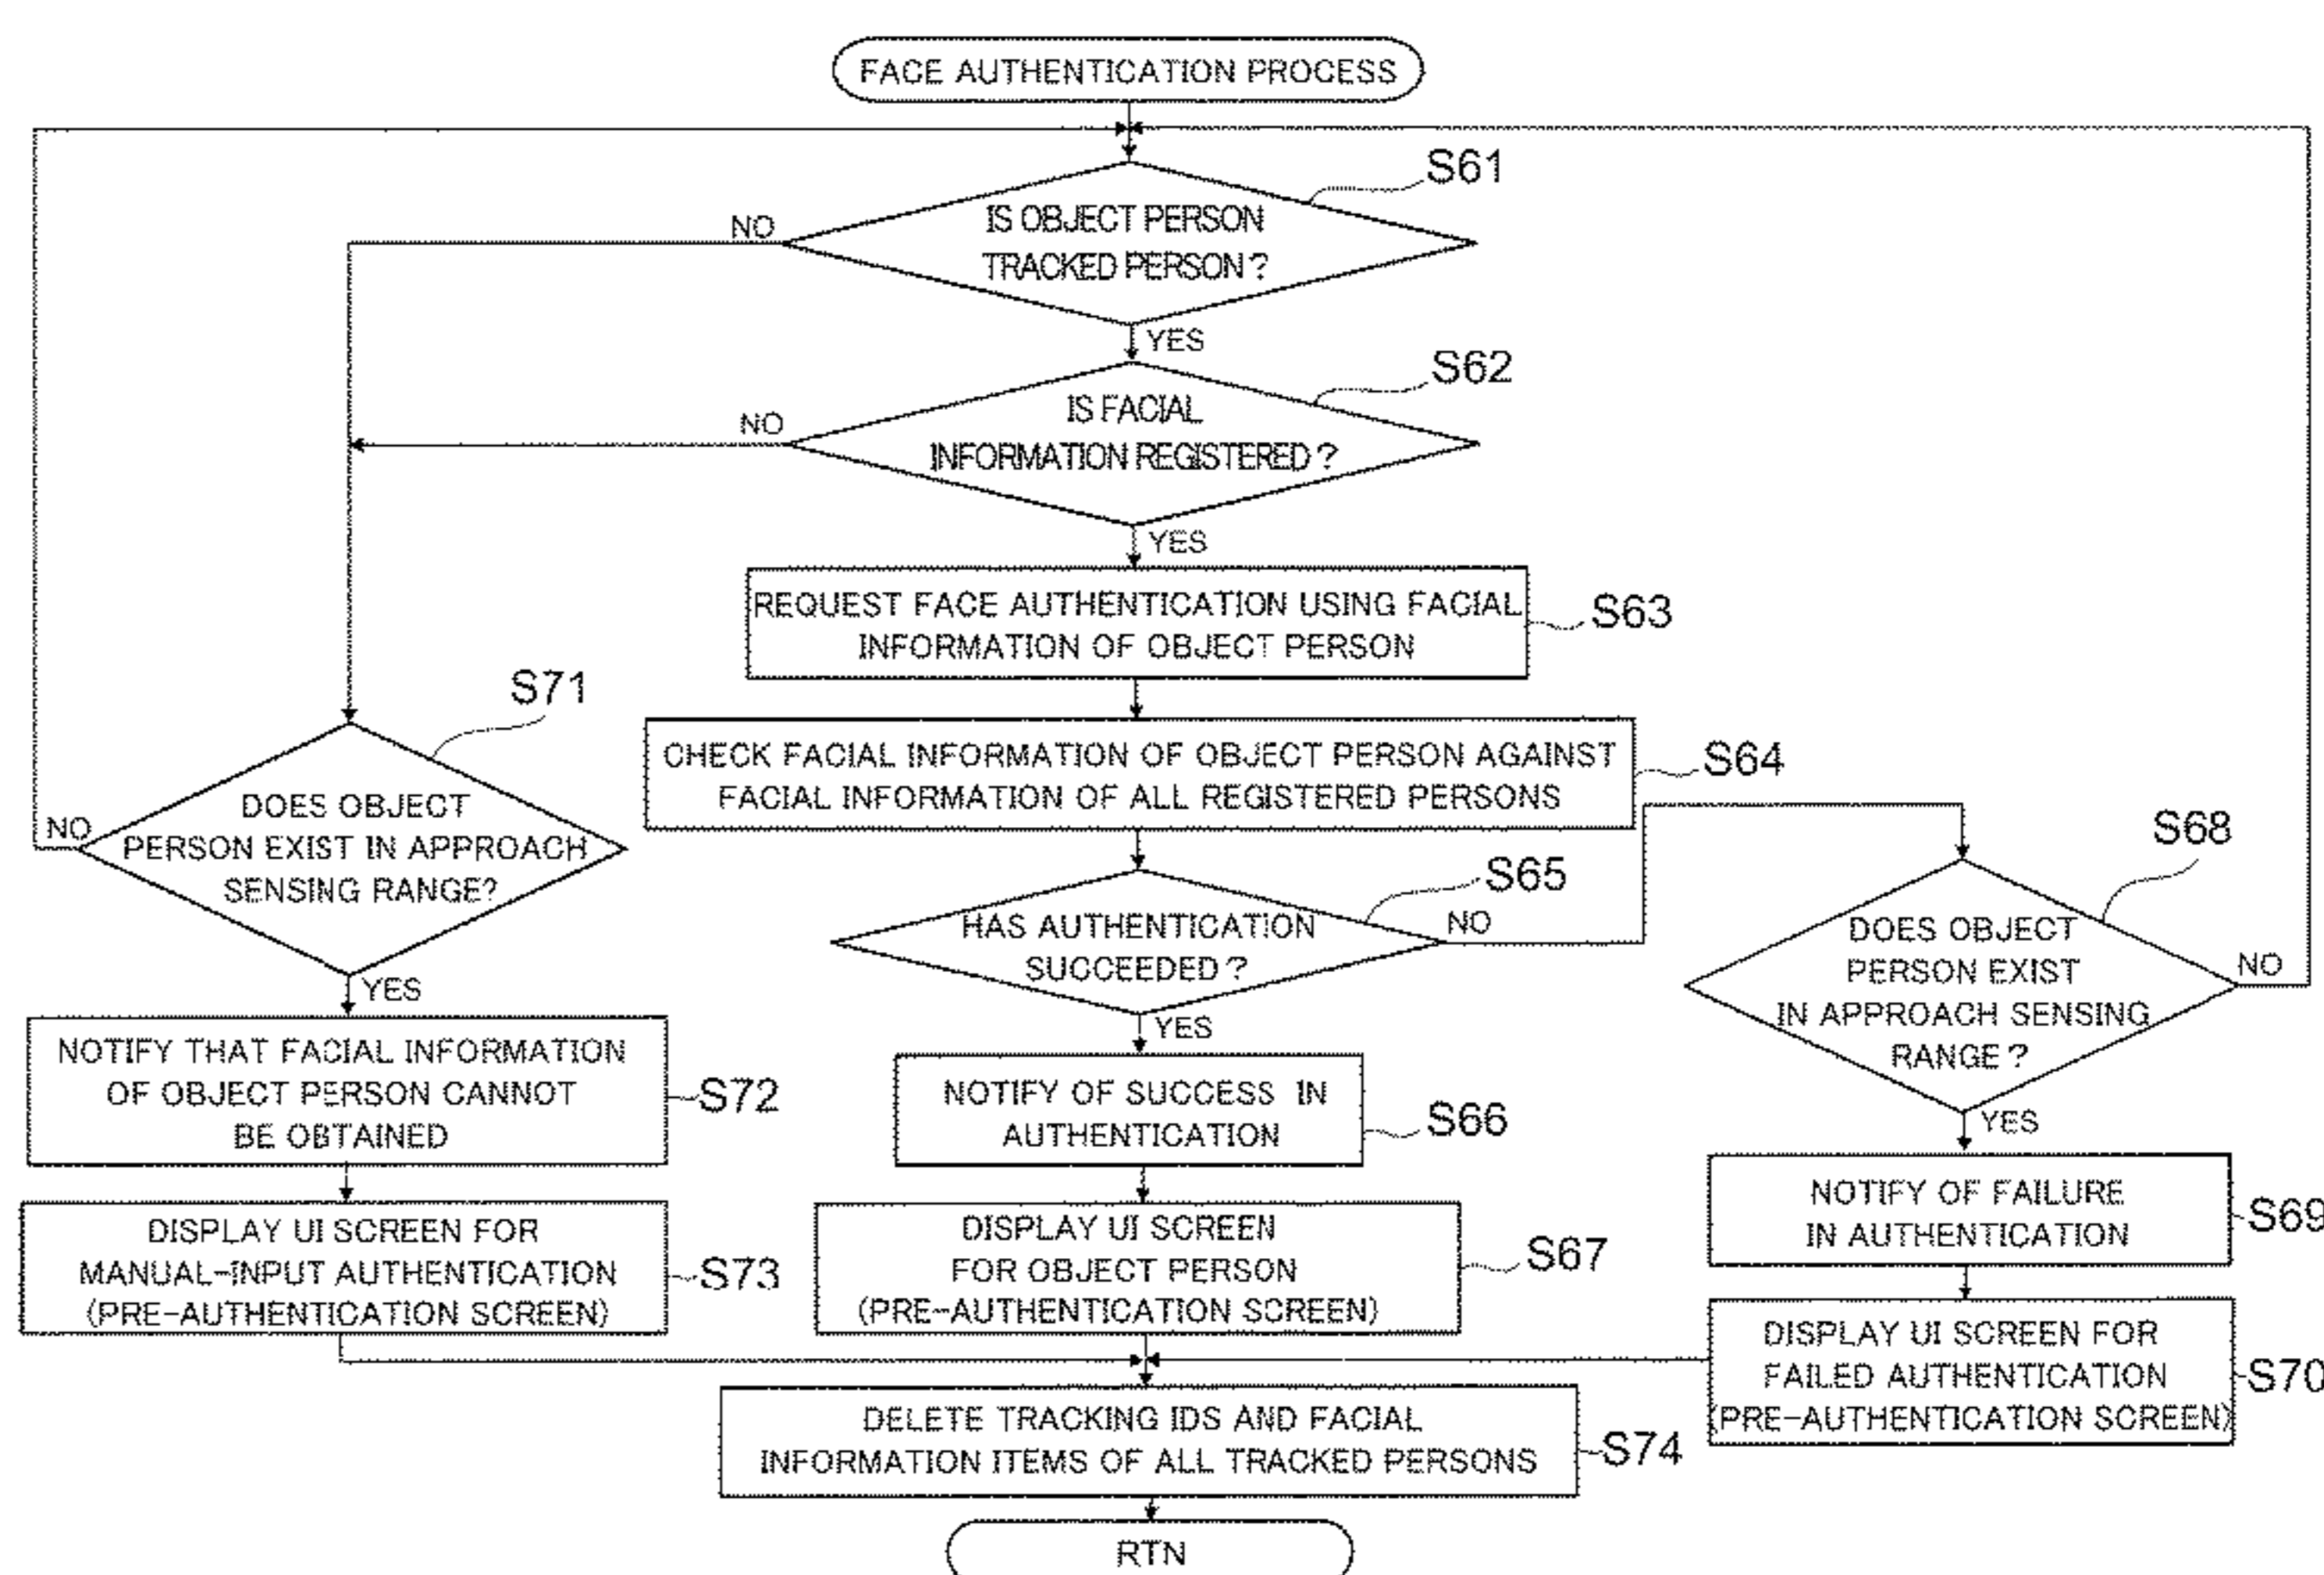 FACE AUTHENTICATION PROCESS
S61
IS OBJECT PERSON
TRACKED PERSON?
NO
YES
S62
IS FACIAL
INFORMATION REGISTERED?
NO
YES
REQUEST FACE AUTHENTICATION USING FACIAL
INFORMATION OF OBJECT PERSON
S63
CHECK FACIAL INFORMATION OF OBJECT PERSON AGAINST
FACIAL INFORMATION OF ALL REGISTERED PERSONS
S64
S65
HAS AUTHENTICATION
SUCCEEDED?
NO
YES
NOTIFY OF SUCCESS IN
AUTHENTICATION
S66
DISPLAY UI SCREEN
FOR OBJECT PERSON
(PRE-AUTHENTICATION SCREEN)
S67
S68
DOES OBJECT
PERSON EXIST
IN APPROACH SENSING
RANGE?
NO
YES
NOTIFY OF FAILURE
IN AUTHENTICATION
S69
DISPLAY UI SCREEN FOR
FAILED AUTHENTICATION
(PRE-AUTHENTICATION SCREEN)
S70
S71
DOES OBJECT
PERSON EXIST IN APPROACH
SENSING RANGE?
NO
YES
NOTIFY THAT FACIAL INFORMATION
OF OBJECT PERSON CANNOT
BE OBTAINED
S72
DISPLAY UI SCREEN FOR
MANUAL-INPUT AUTHENTICATION
(PRE-AUTHENTICATION SCREEN)
S73
DELETE TRACKING IDS AND FACIAL
INFORMATION ITEMS OF ALL TRACKED PERSONS
S74
RTN